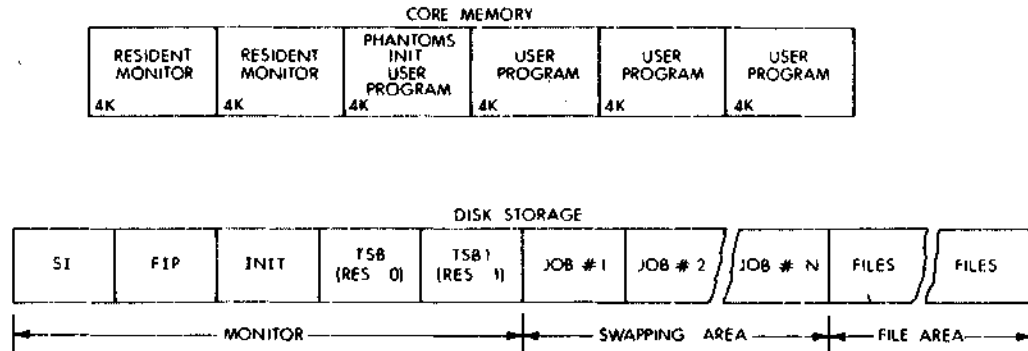 CORE MEMORY
RESIDENT
MONITOR
4K
RESIDENT
MONITOR
4K
PHANTOMS
INIT
USER
PROGRAM
4K
USER
PROGRAM
4K
USER
PROGRAM
4K
USER
PROGRAM
4K
DISK STORAGE
SI
FIP
INIT
TSB
(RES 0)
TSB1
(RES 1)
JOB # 1
JOB # 2
JOB # N
FILES
FILES
MONITOR
SWAPPING AREA
FILE AREA